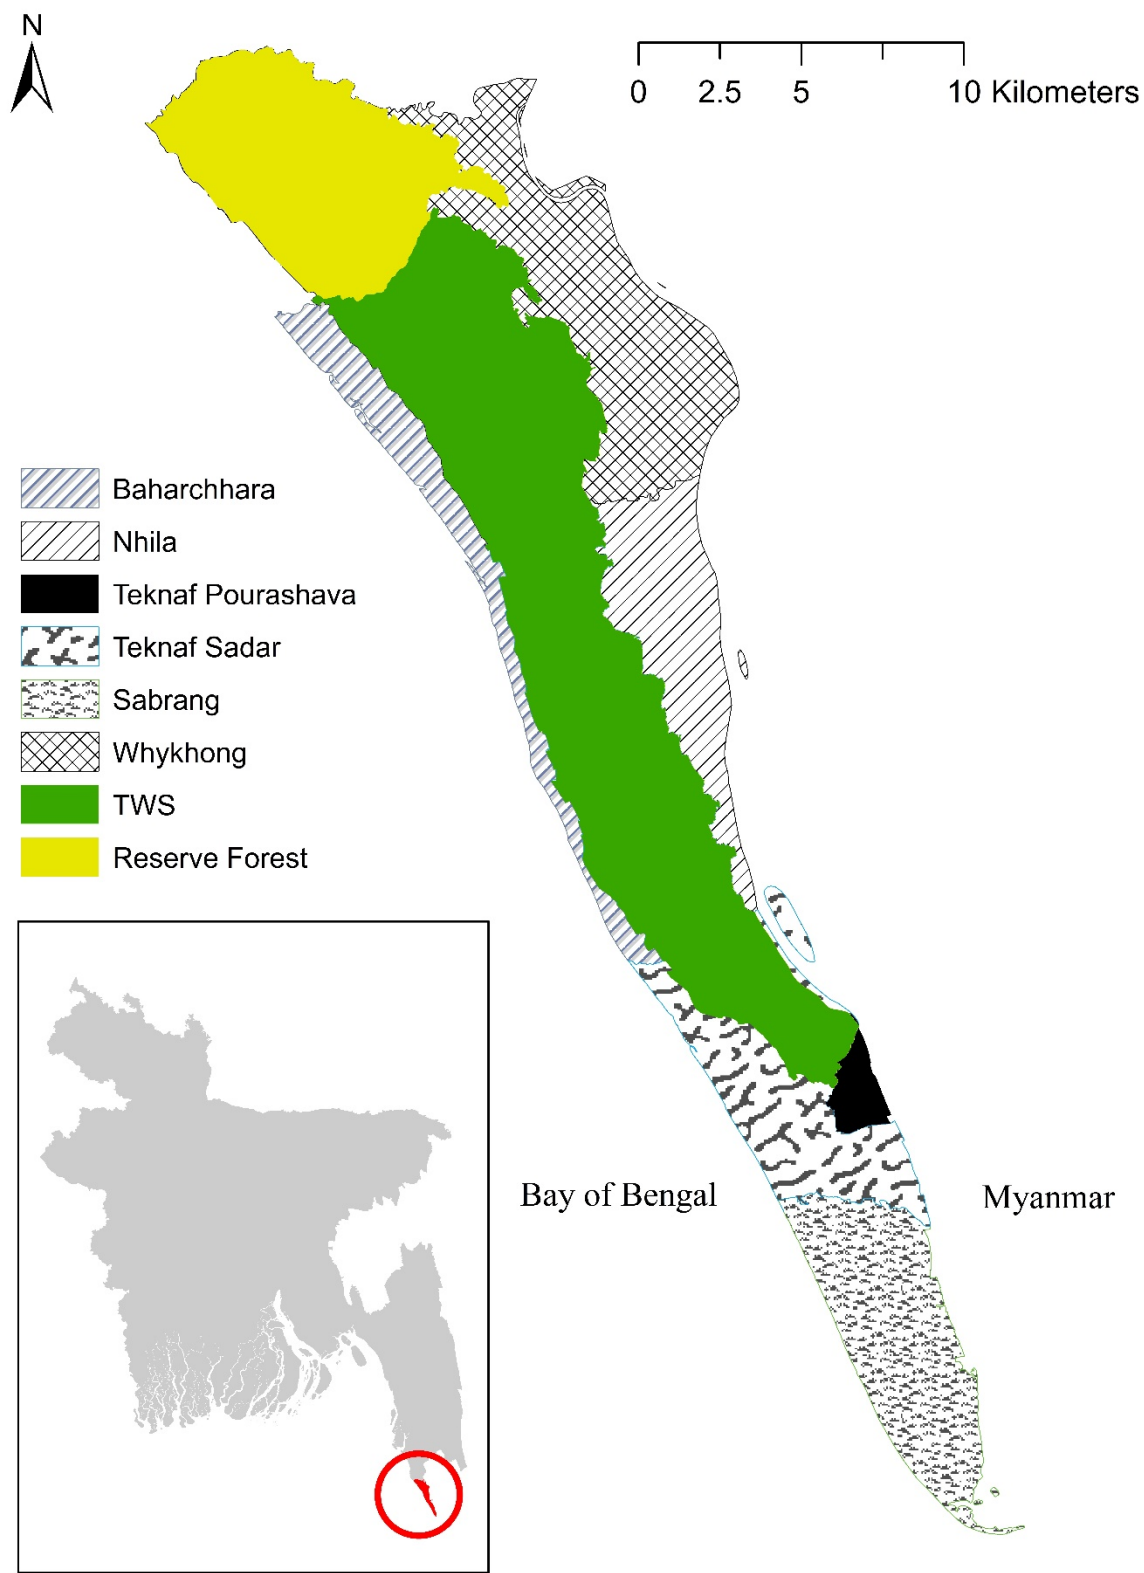 N
0 2.5 5 10 Kilometers
Baharchhara
Nhila
Teknaf Pourashava
Teknaf Sadar
Sabrang
Whykhong
TWS
Reserve Forest
Bay of Bengal
Myanmar